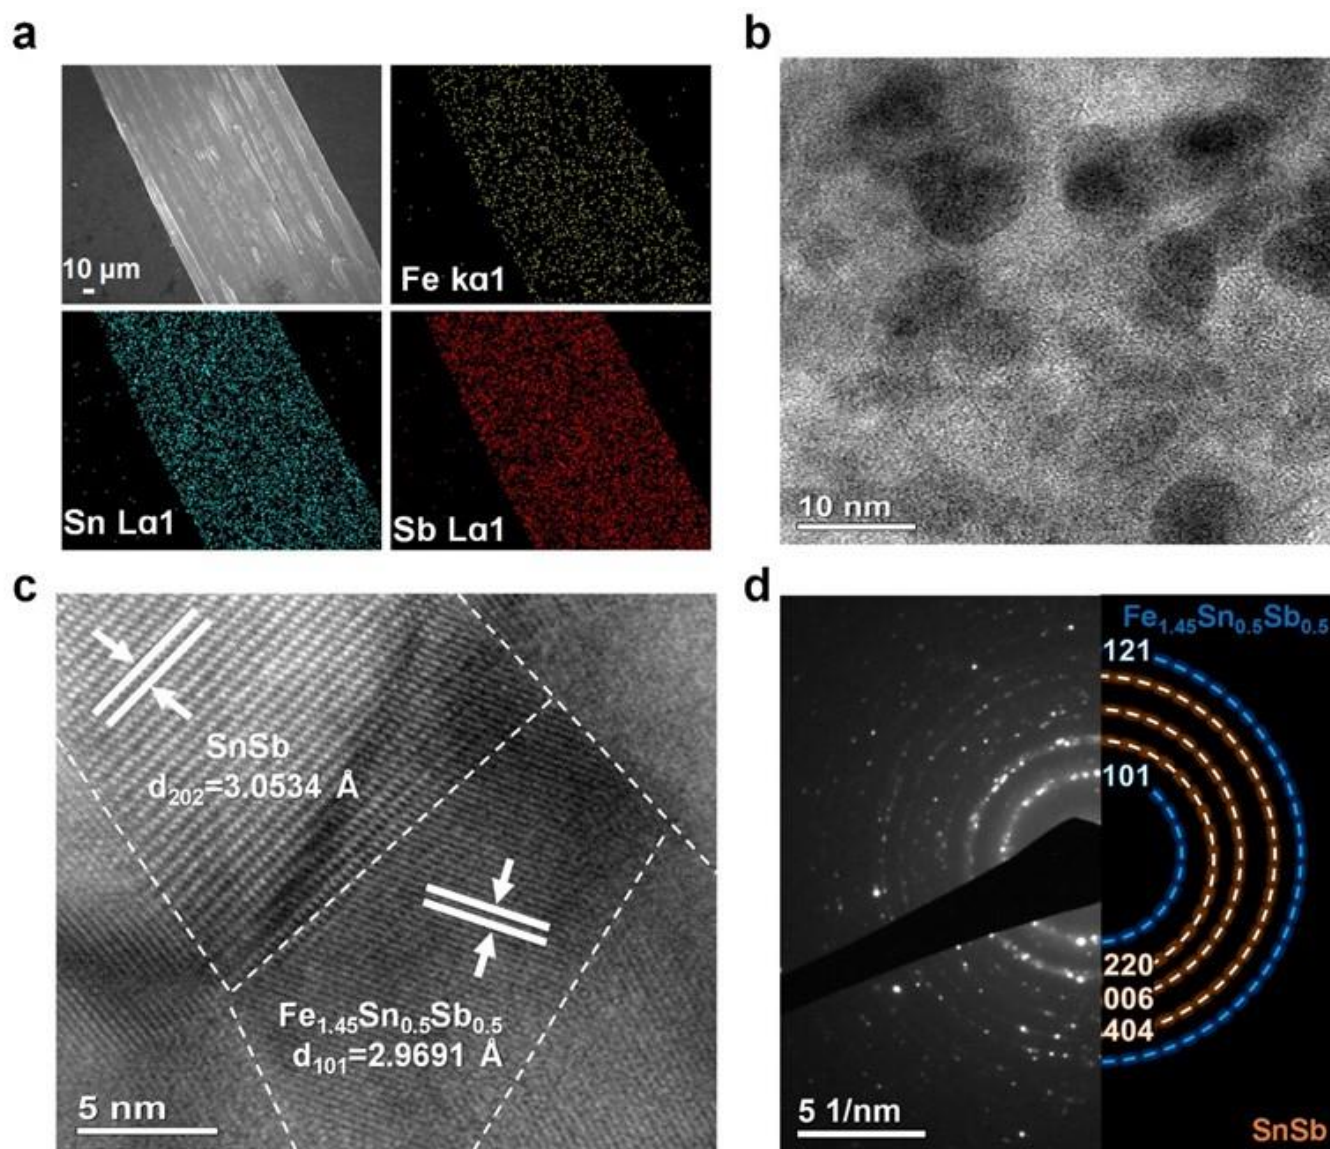 a
10 µm
Fe kα1
Sn Lα1
Sb Lα1
b
10 nm
c
SnSb
d₂₀₂=3.0534 Å
Fe₁.₄₅Sn₀.₅Sb₀.₅
d₁₀₁=2.9691 Å
5 nm
d
Fe₁.₄₅Sn₀.₅Sb₀.₅
121
101
220
006
404
5 1/nm
SnSb